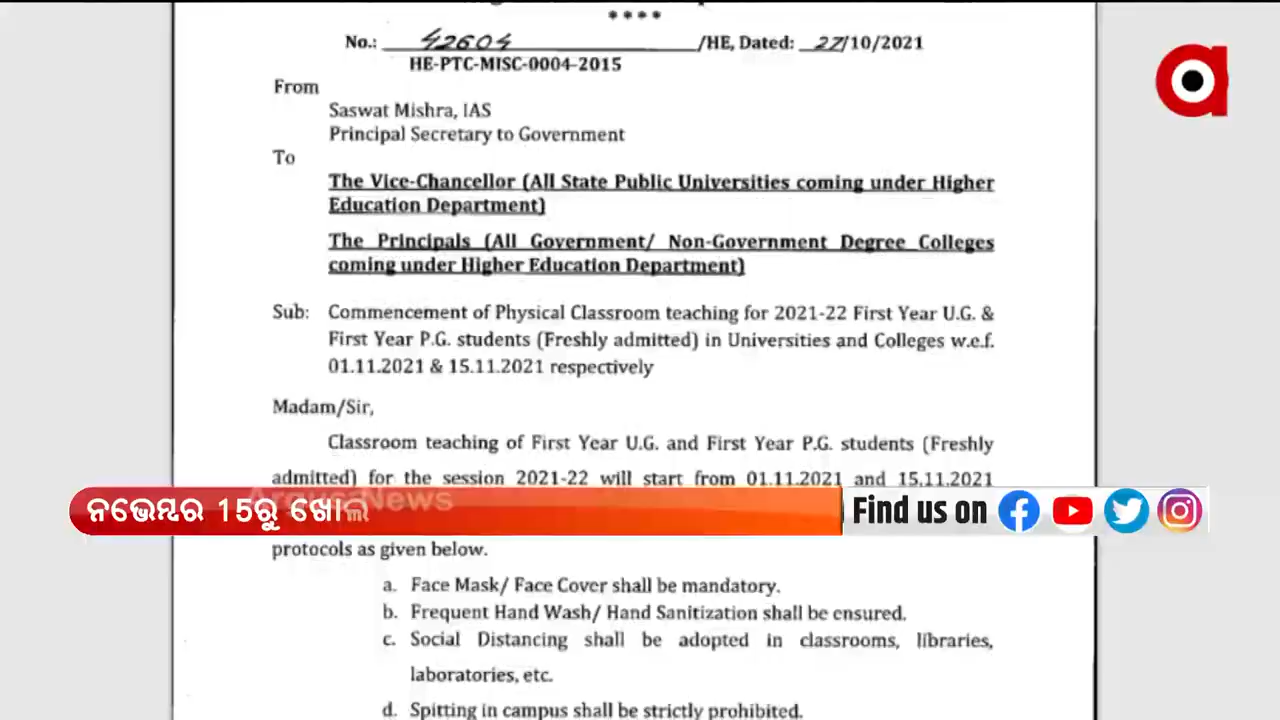 ****
No.: 42604 /HE, Dated: 27/10/2021
HE-PTC-MISC-0004-2015
From
Saswat Mishra, IAS
Principal Secretary to Government
To
The Vice-Chancellor (All State Public Universities coming under Higher
Education Department)
The Principals (All Government/ Non-Government Degree Colleges
coming under Higher Education Department)
Sub: Commencement of Physical Classroom teaching for 2021-22 First Year U.G. &
First Year P.G. students (Freshly admitted) in Universities and Colleges w.e.f.
01.11.2021 & 15.11.2021 respectively
Madam/Sir,
Classroom teaching of First Year U.G. and First Year P.G. students (Freshly
admitted) for the session 2021-22 will start from 01.11.2021 and 15.11.2021
Argus News
ନଭେମ୍ବର 15ରୁ ଖୋଲ
Find us on
protocols as given below.
a. Face Mask/ Face Cover shall be mandatory.
b. Frequent Hand Wash/ Hand Sanitization shall be ensured.
c. Social Distancing shall be adopted in classrooms, libraries,
laboratories, etc.
d. Spitting in campus shall be strictly prohibited.